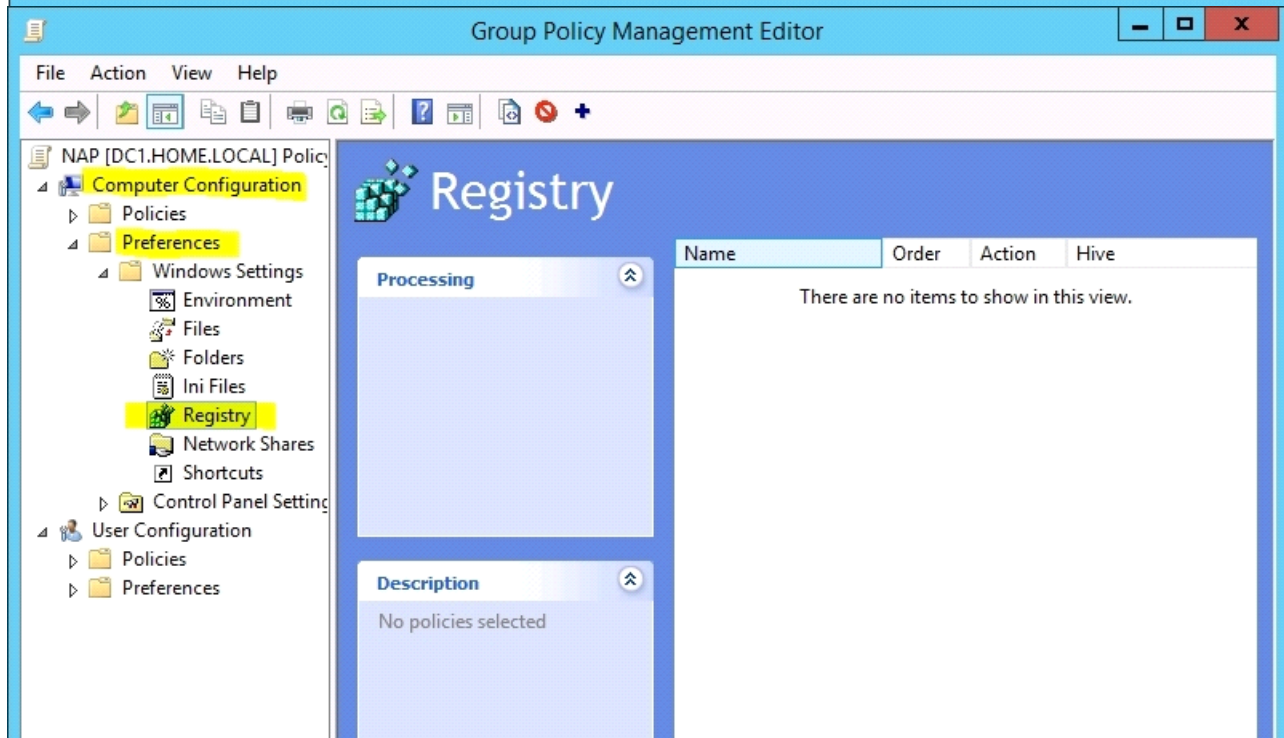 Group Policy Management Editor
File Action View Help
NAP [DC1.HOME.LOCAL] Policy
Computer Configuration
Policies
Preferences
Windows Settings
Environment
Files
Folders
Ini Files
Registry
Network Shares
Shortcuts
Control Panel Setting
User Configuration
Policies
Preferences
Registry
Processing
Description
No policies selected
Name Order Action Hive
There are no items to show in this view.